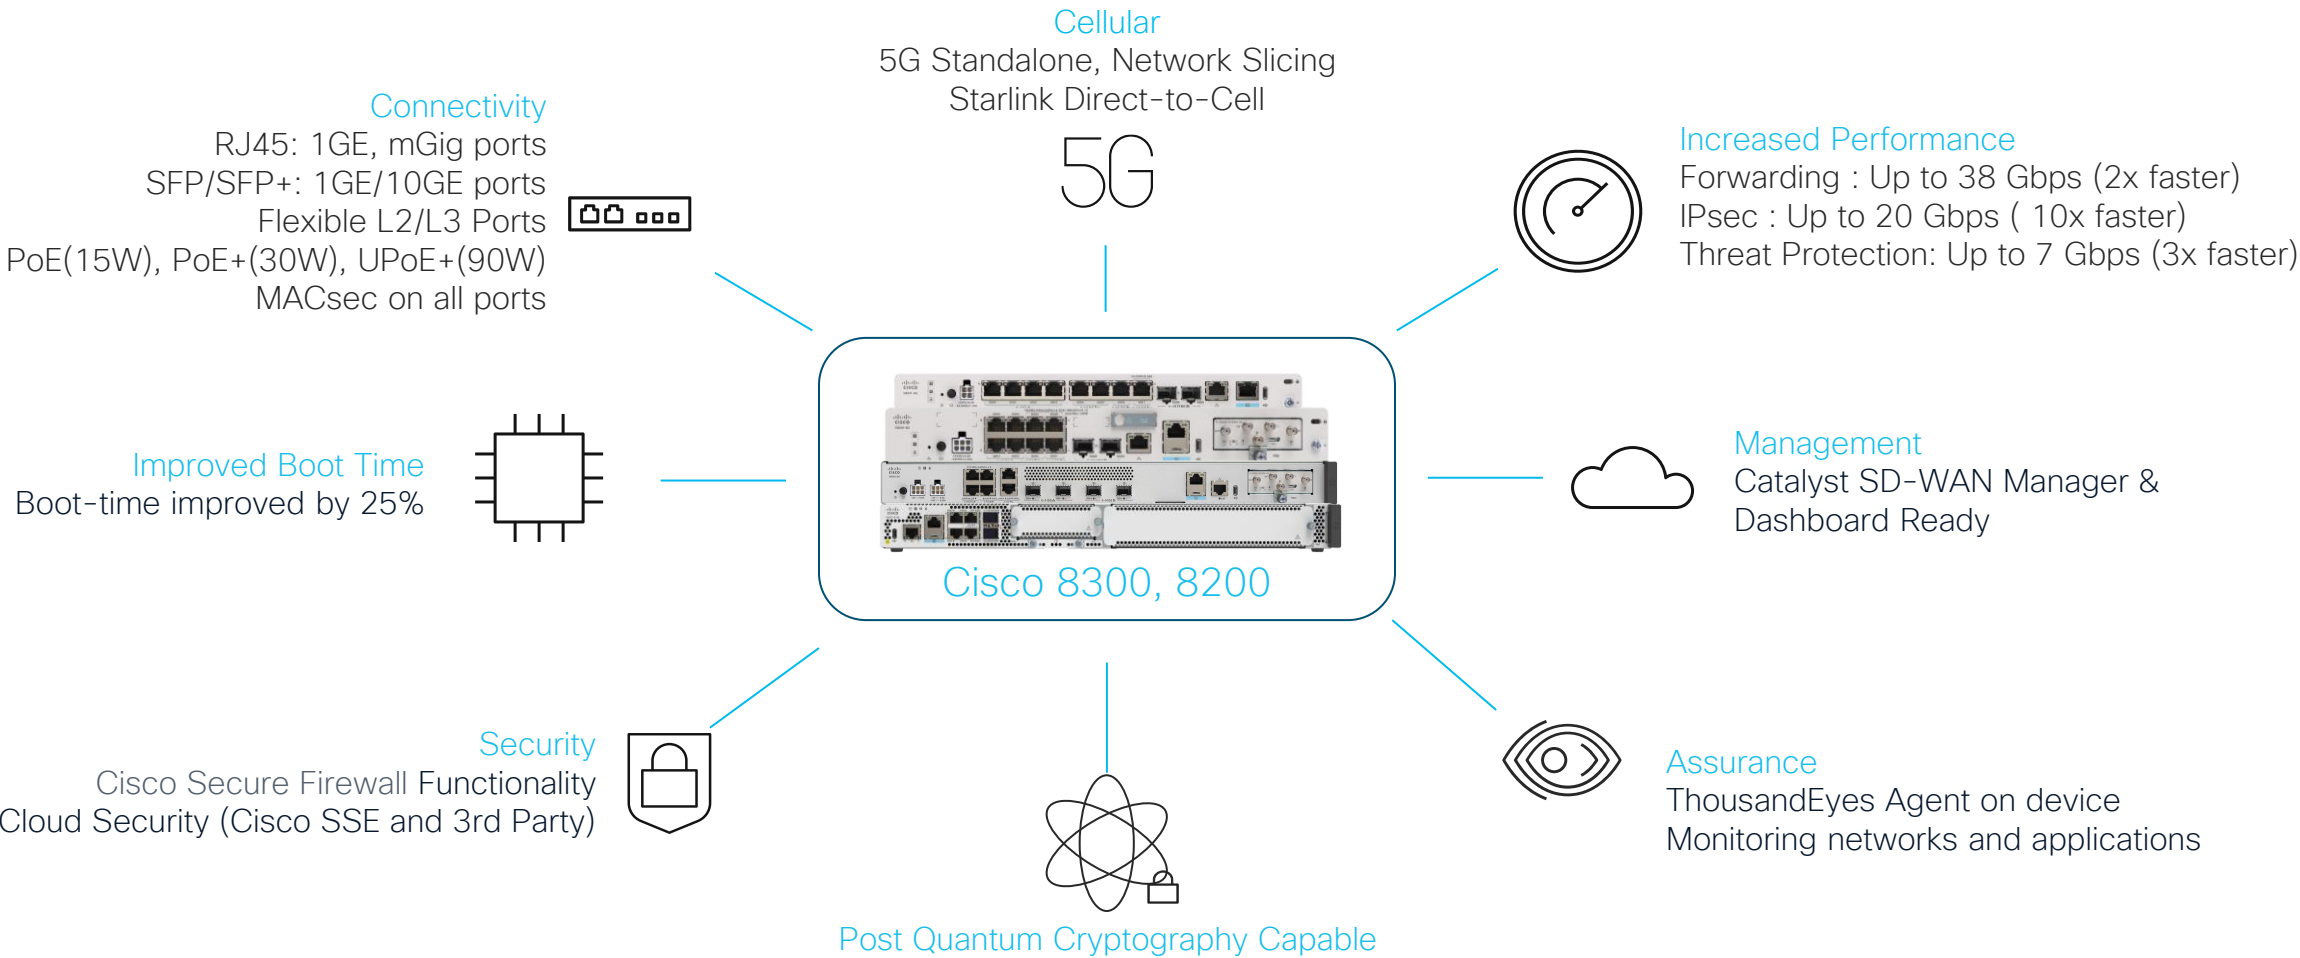 Cellular
5G Standalone, Network Slicing
Starlink Direct-to-Cell
5G
Connectivity
RJ45: 1GE, mGig ports
SFP/SFP+: 1GE/10GE ports
Flexible L2/L3 Ports
PoE(15W), PoE+(30W), UPoE+(90W)
MACsec on all ports
Increased Performance
Forwarding : Up to 38 Gbps (2x faster)
IPsec : Up to 20 Gbps ( 10x faster)
Threat Protection: Up to 7 Gbps (3x faster)
Improved Boot Time
Boot-time improved by 25%
Cisco 8300, 8200
Management
Catalyst SD-WAN Manager &
Dashboard Ready
Security
Cisco Secure Firewall Functionality
Cloud Security (Cisco SSE and 3rd Party)
Assurance
ThousandEyes Agent on device
Monitoring networks and applications
Post Quantum Cryptography Capable